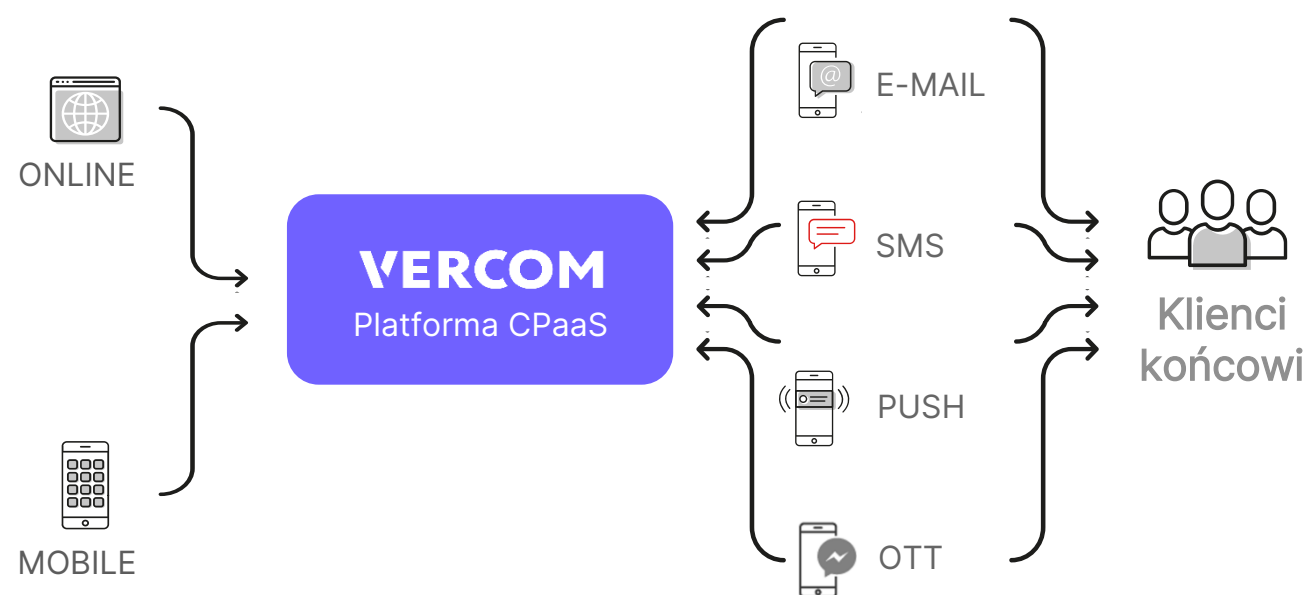 ONLINE
MOBILE
VERCOM
Platforma CPaaS
E-MAIL
@
SMS
PUSH
OTT
Klienci
końcowi